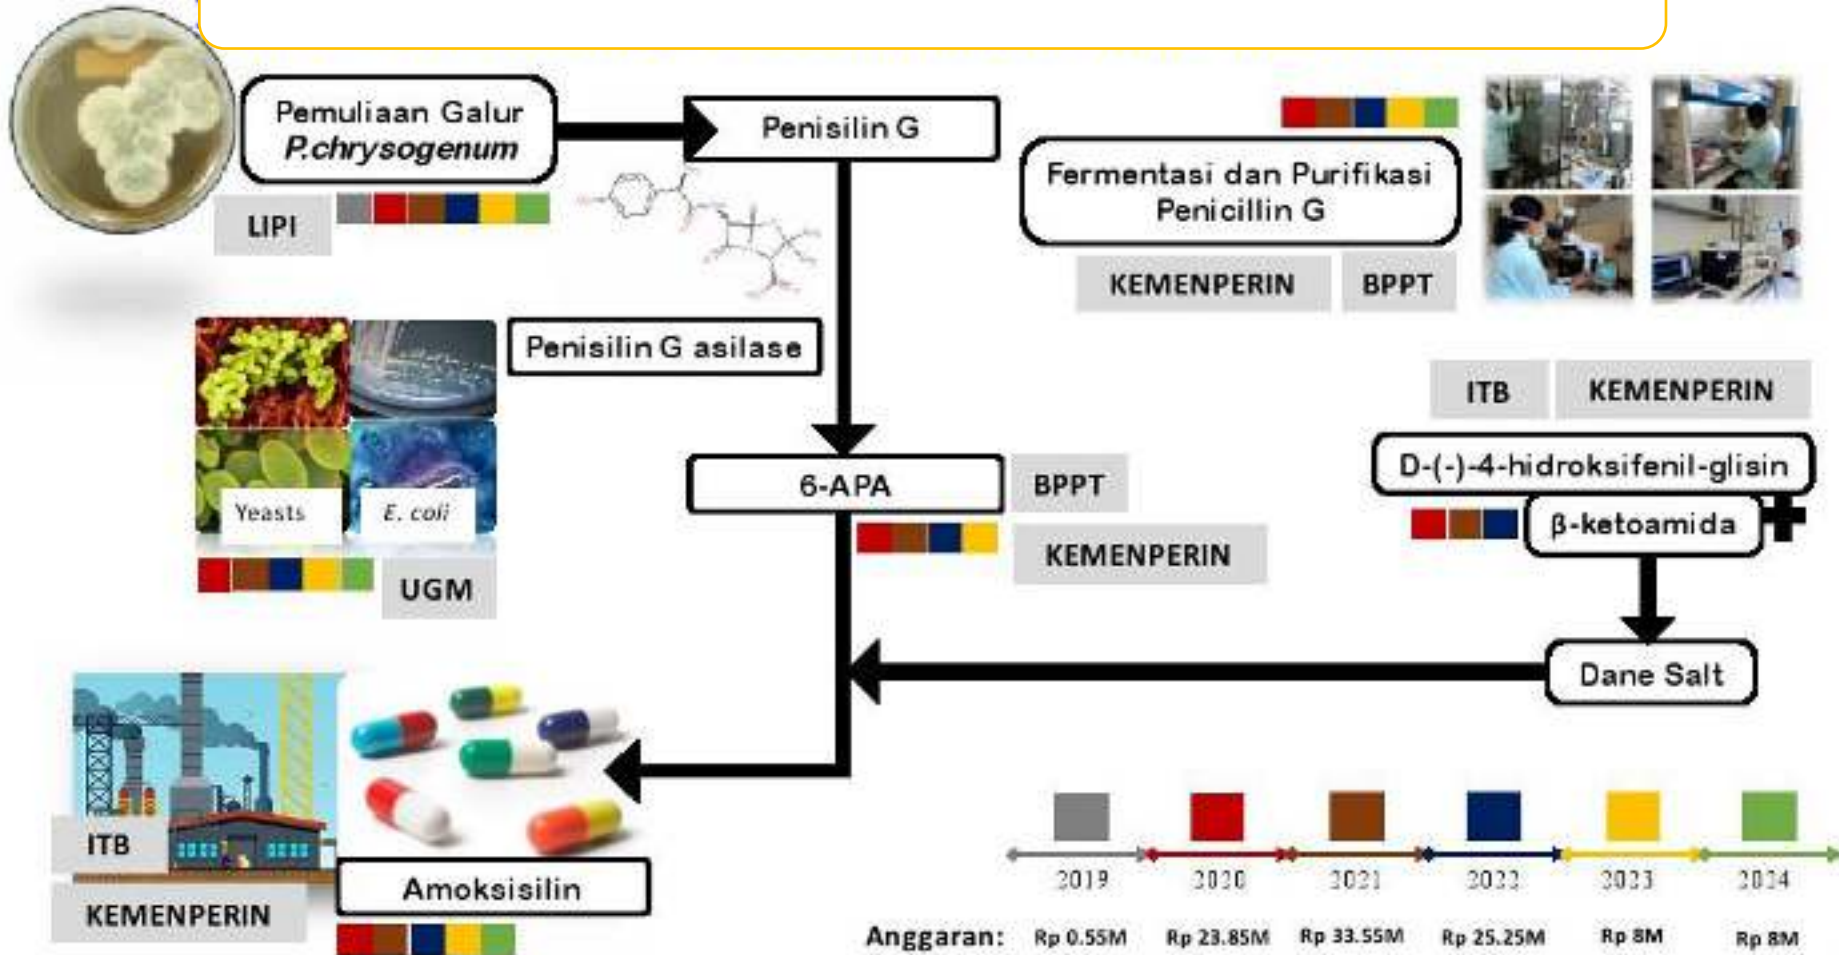 Pemuliaan Galur
P.chrysogenum
LIPI
Penisilin G
Fermentasi dan Purifikasi
Penicillin G
KEMENPERIN
BPPT
Penisilin G asilase
Yeasts
E. coli
UGM
6-APA
BPPT
KEMENPERIN
ITB
KEMENPERIN
D-(-)-4-hidroksifenil-glisin
β-ketoamida
Dane Salt
ITB
KEMENPERIN
Amoksisilin
2019
2020
2021
2022
2023
2024
Anggaran:
Rp 0.55M
Rp 23.85M
Rp 33.55M
Rp 25.25M
Rp 8M
Rp 8M